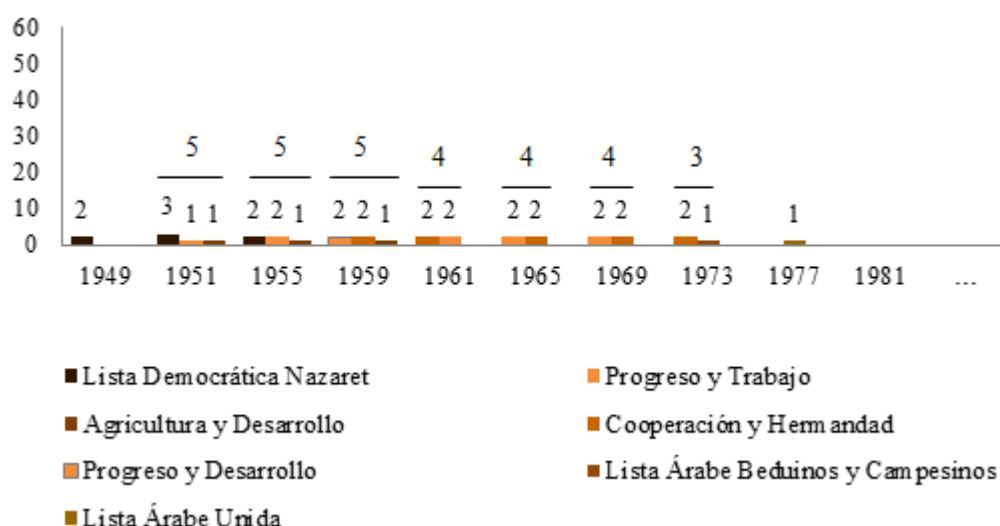 60
50
40
30
20
10
0
5 5 5 4 4 4 3
2 3 1 1 2 2 1 2 2 1 2 2 2 2 2 2 2 1 1
1949 1951 1955 1959 1961 1965 1969 1973 1977 1981 ...
Lista Democrática Nazaret Progreso y Trabajo
Agricultura y Desarrollo Cooperación y Hermandad
Progreso y Desarrollo Lista Árabe Beduinos y Campesinos
Lista Árabe Unida